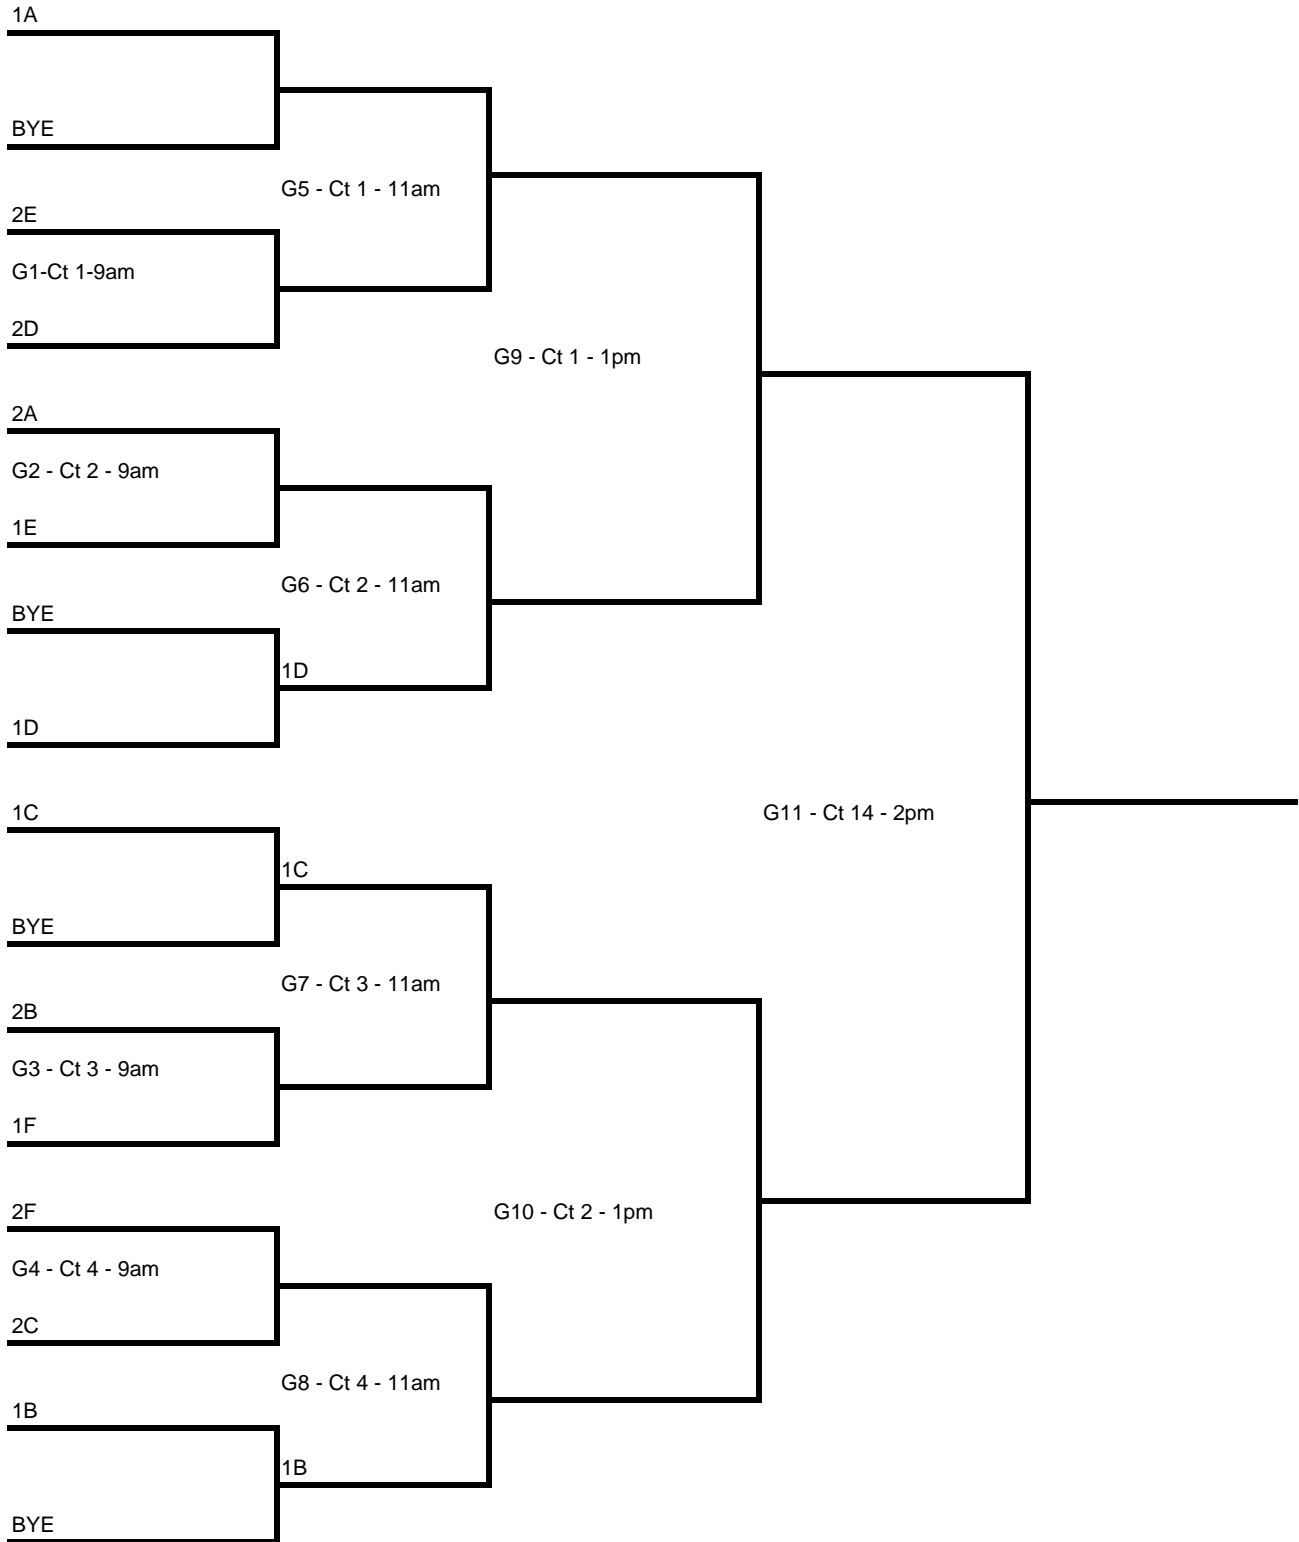 1A
BYE
G5 - Ct 1 - 11am
2E
G1-Ct 1-9am
2D
G9 - Ct 1 - 1pm
2A
G2 - Ct 2 - 9am
1E
G6 - Ct 2 - 11am
BYE
1D
1D
1C
G11 - Ct 14 - 2pm
1C
BYE
G7 - Ct 3 - 11am
2B
G3 - Ct 3 - 9am
1F
2F
G10 - Ct 2 - 1pm
G4 - Ct 4 - 9am
2C
G8 - Ct 4 - 11am
1B
1B
BYE